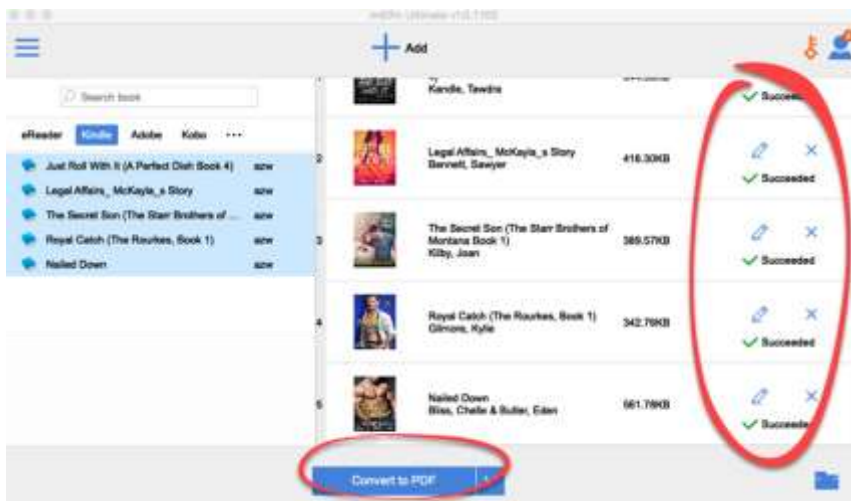 Add
Search book
eReader Kindle Adobe Kobo ...
Just Roll With It (A Perfect Dish Book 4) azw
Legal Affairs_ McKayla_s Story azw
The Secret Son (The Starr Brothers of ... azw
Royal Catch (The Rourkes, Book 1) azw
Nailed Down azw
Kandle, Tawdra
Succeeded
2
Legal Affairs_ McKayla_s Story
Bennett, Sawyer
416.30KB
Succeeded
3
The Secret Son (The Starr Brothers of
Montana Book 1)
Kilby, Joan
389.57KB
Succeeded
4
Royal Catch (The Rourkes, Book 1)
Gilmore, Kylie
342.76KB
Succeeded
5
Nailed Down
Bliss, Chelle & Butler, Eden
Succeeded
Convert to PDF